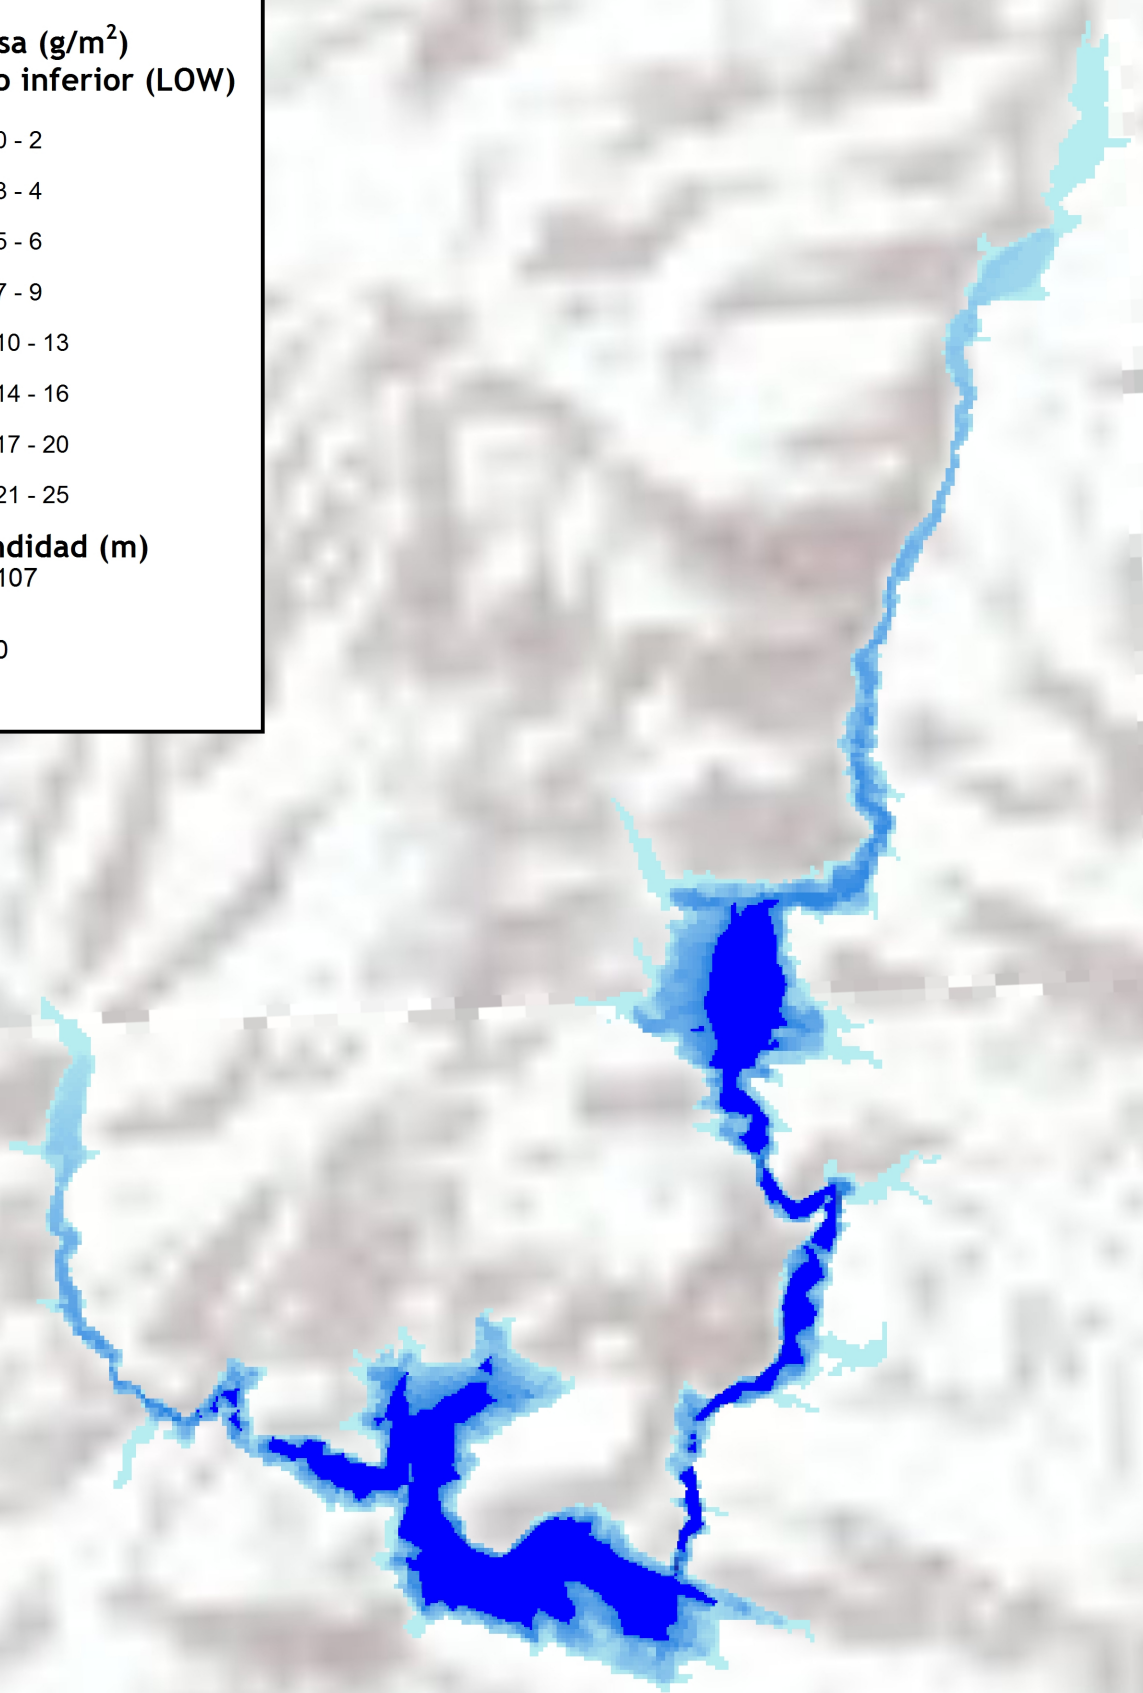 sa (g/m²)
o inferior (LOW)
0 - 2
3 - 4
5 - 6
7 - 9
10 - 13
14 - 16
17 - 20
21 - 25
ndidad (m)
107
0